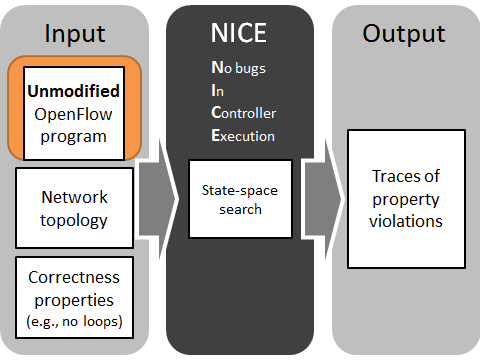 Input
Unmodified
OpenFlow
program
Network
topology
Correctness
properties
(e.g., no loops)
NICE
No bugs
In
Controller
Execution
State-space
search
Output
Traces of
property
violations